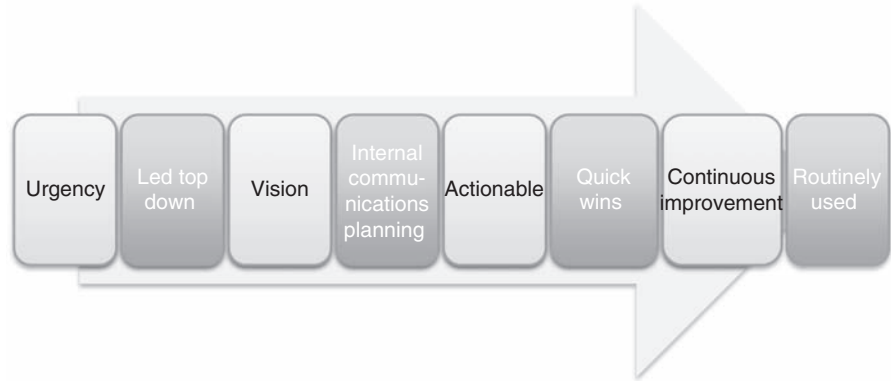 Urgency
Led top
down
Vision
Internal
commu-
nications
planning
Actionable
Quick
wins
Continuous
improvement
Routinely
used